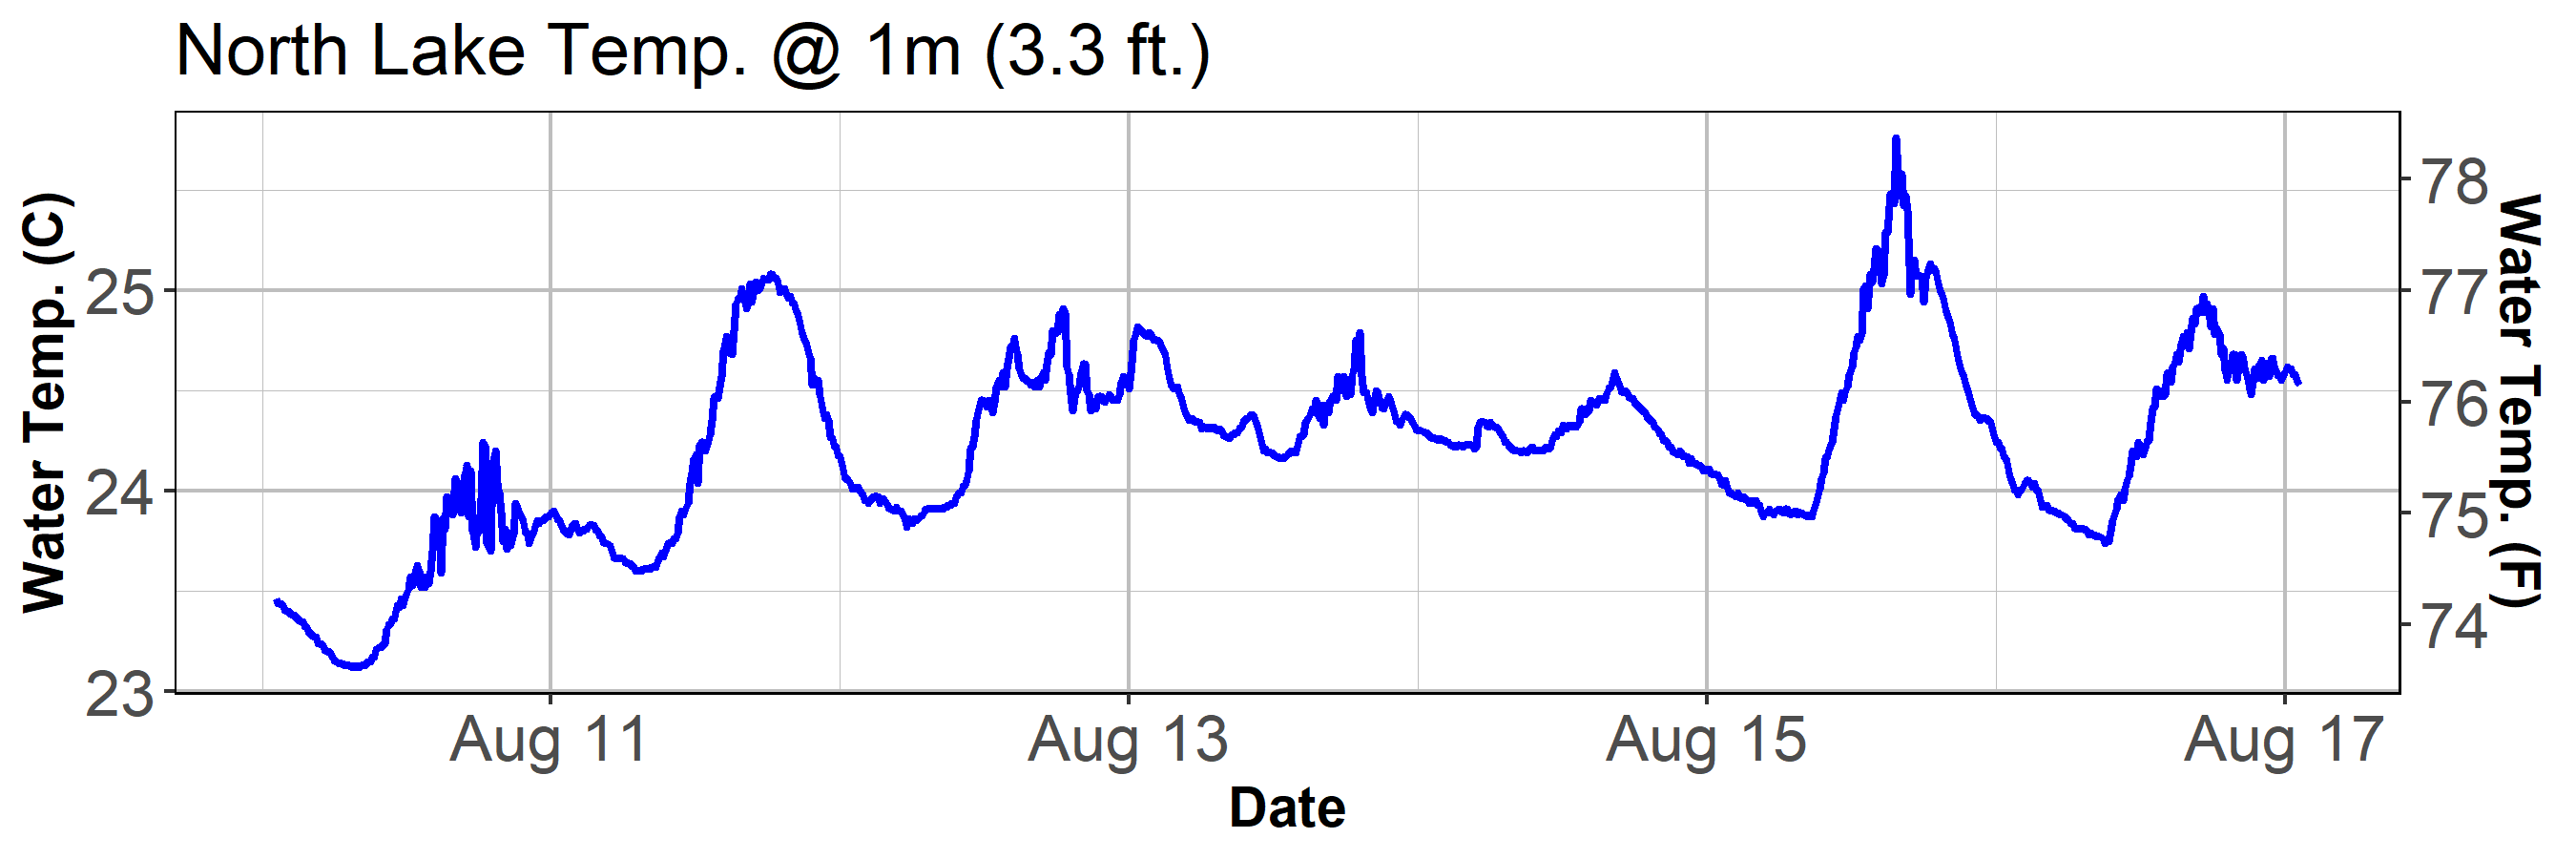 North Lake Temp. @ 1m (3.3 ft.)
Water Temp. (C)
25
24
23
78
77
76
75
74
Water Temp. (F)
Aug 11
Aug 13
Aug 15
Aug 17
Date